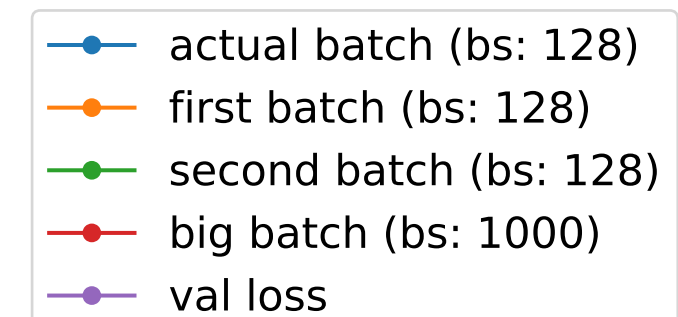 actual batch (bs: 128)
first batch (bs: 128)
second batch (bs: 128)
big batch (bs: 1000)
val loss